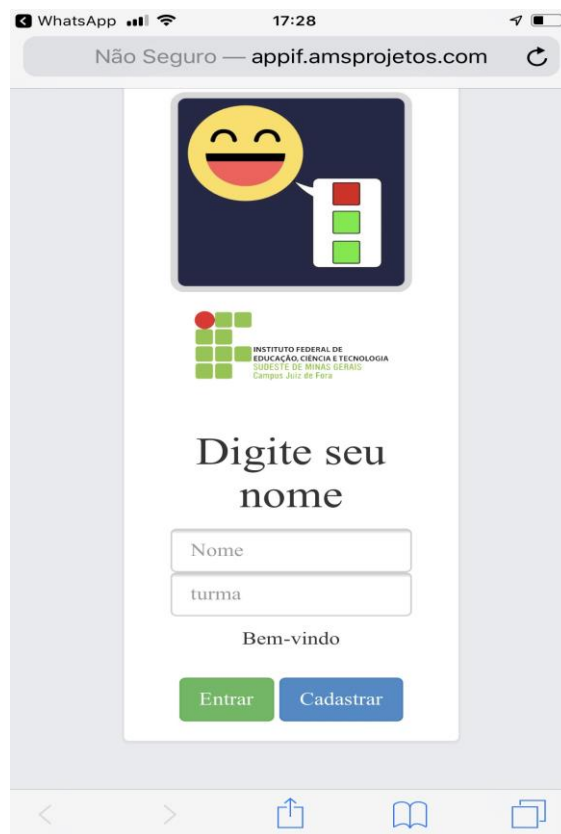 WhatsApp 17:28
Não Seguro — appif.amsprojetos.com
INSTITUTO FEDERAL DE
EDUCAÇÃO, CIÊNCIA E TECNOLOGIA
SUDESTE DE MINAS GERAIS
Campus Juiz de Fora
Digite seu
nome
Nome
turma
Bem-vindo
Entrar Cadastrar